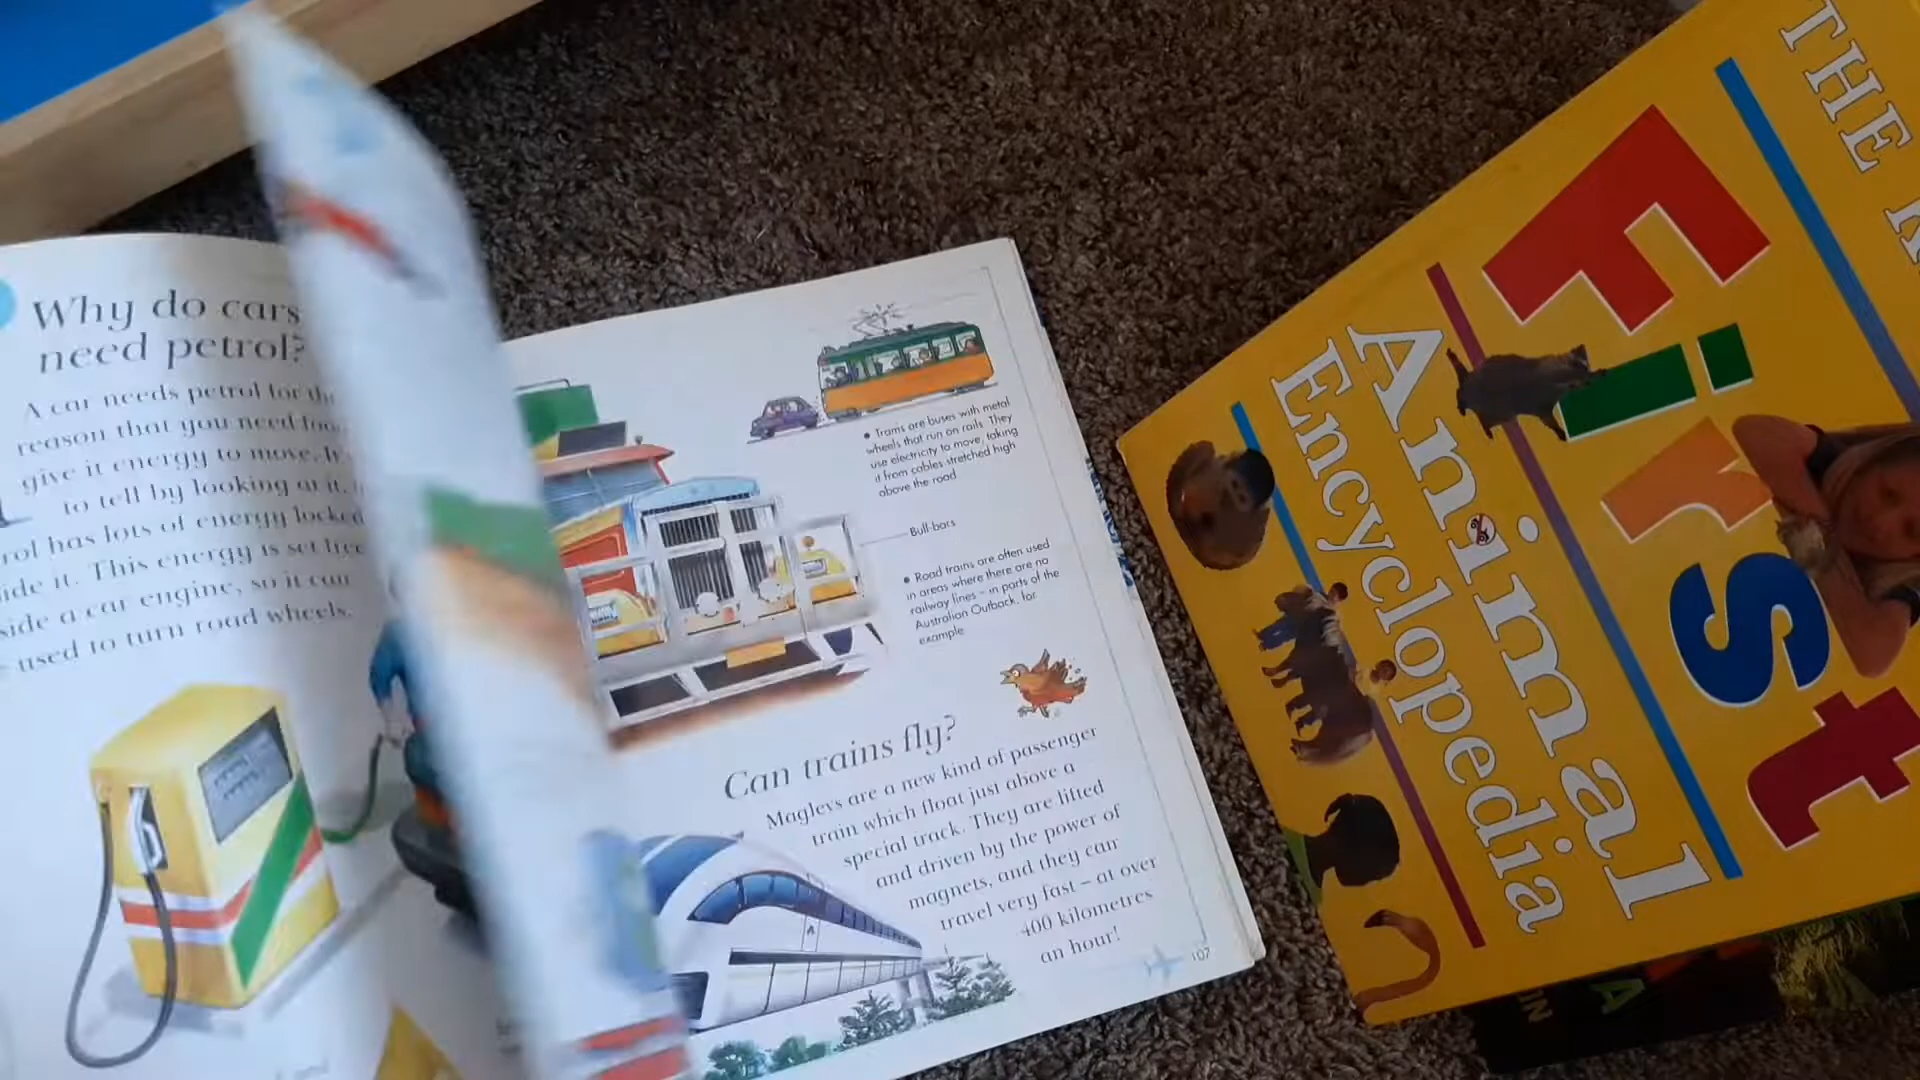 Why do cars
need petrol?
A car needs petrol for the
reason that you need
give it energy to move.
to tell by looking at it.
has lots of energy locked
it. This energy is set free
a car engine, so it can
used to turn road wheels.
• Trams are buses with metal
wheels that run on rails. They
use electricity to move, taking
it from cables stretched high
above the road.
Bull-bars
• Road trains are often used
in areas where there are no
railway lines – in parts of the
Australian Outback, for
example.
Can trains fly?
Maglevs are a new kind of passenger
train which float just above a
special track. They are lifted
and driven by the power of
magnets, and they can
travel very fast – at over
400 kilometres
an hour!
107
THE
First
Animal
Encyclopedia